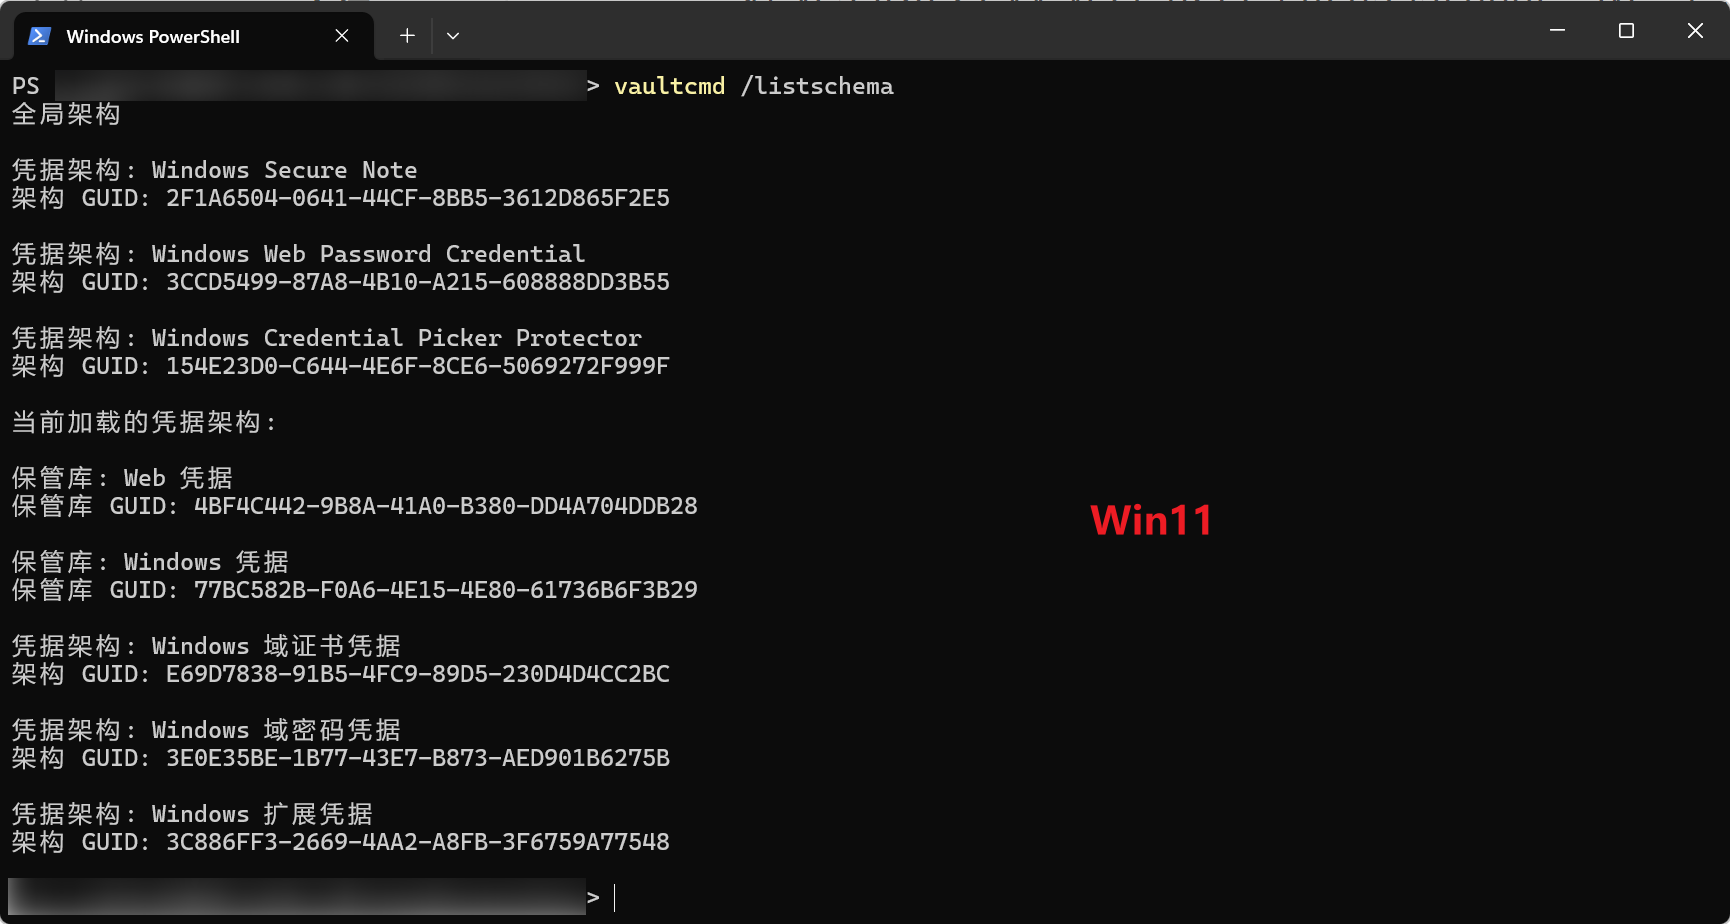 Windows PowerShell
PS > vaultcmd /listschema
全局架构
凭据架构: Windows Secure Note
架构 GUID: 2F1A6504-0641-44CF-8BB5-3612D865F2E5
凭据架构: Windows Web Password Credential
架构 GUID: 3CCD5499-87A8-4B10-A215-608888DD3B55
凭据架构: Windows Credential Picker Protector
架构 GUID: 154E23D0-C644-4E6F-8CE6-5069272F999F
当前加载的凭据架构:
保管库: Web 凭据
保管库 GUID: 4BF4C442-9B8A-41A0-B380-DD4A704DDB28
Win11
保管库: Windows 凭据
保管库 GUID: 77BC582B-F0A6-4E15-4E80-61736B6F3B29
凭据架构: Windows 域证书凭据
架构 GUID: E69D7838-91B5-4FC9-89D5-230D4D4CC2BC
凭据架构: Windows 域密码凭据
架构 GUID: 3E0E35BE-1B77-43E7-B873-AED901B6275B
凭据架构: Windows 扩展凭据
架构 GUID: 3C886FF3-2669-4AA2-A8FB-3F6759A77548
>